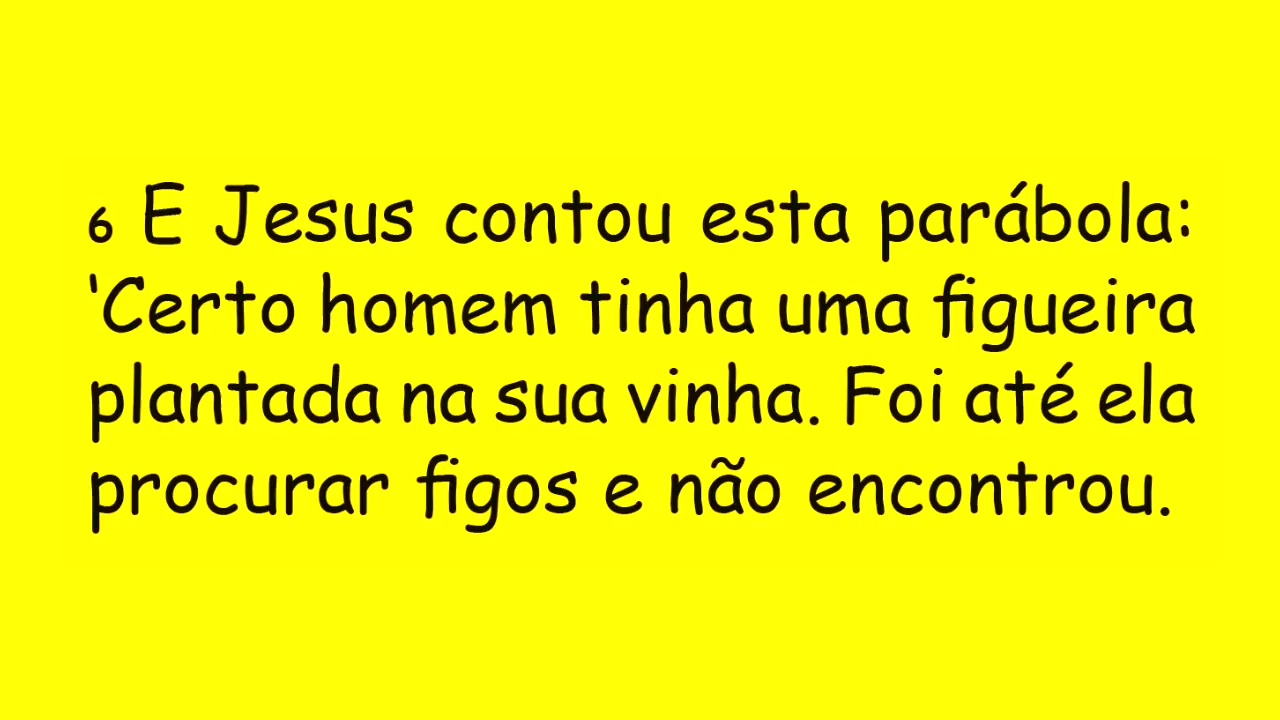 6 E Jesus contou esta parábola:
'Certo homem tinha uma figueira
plantada na sua vinha. Foi até ela
procurar figos e não encontrou.